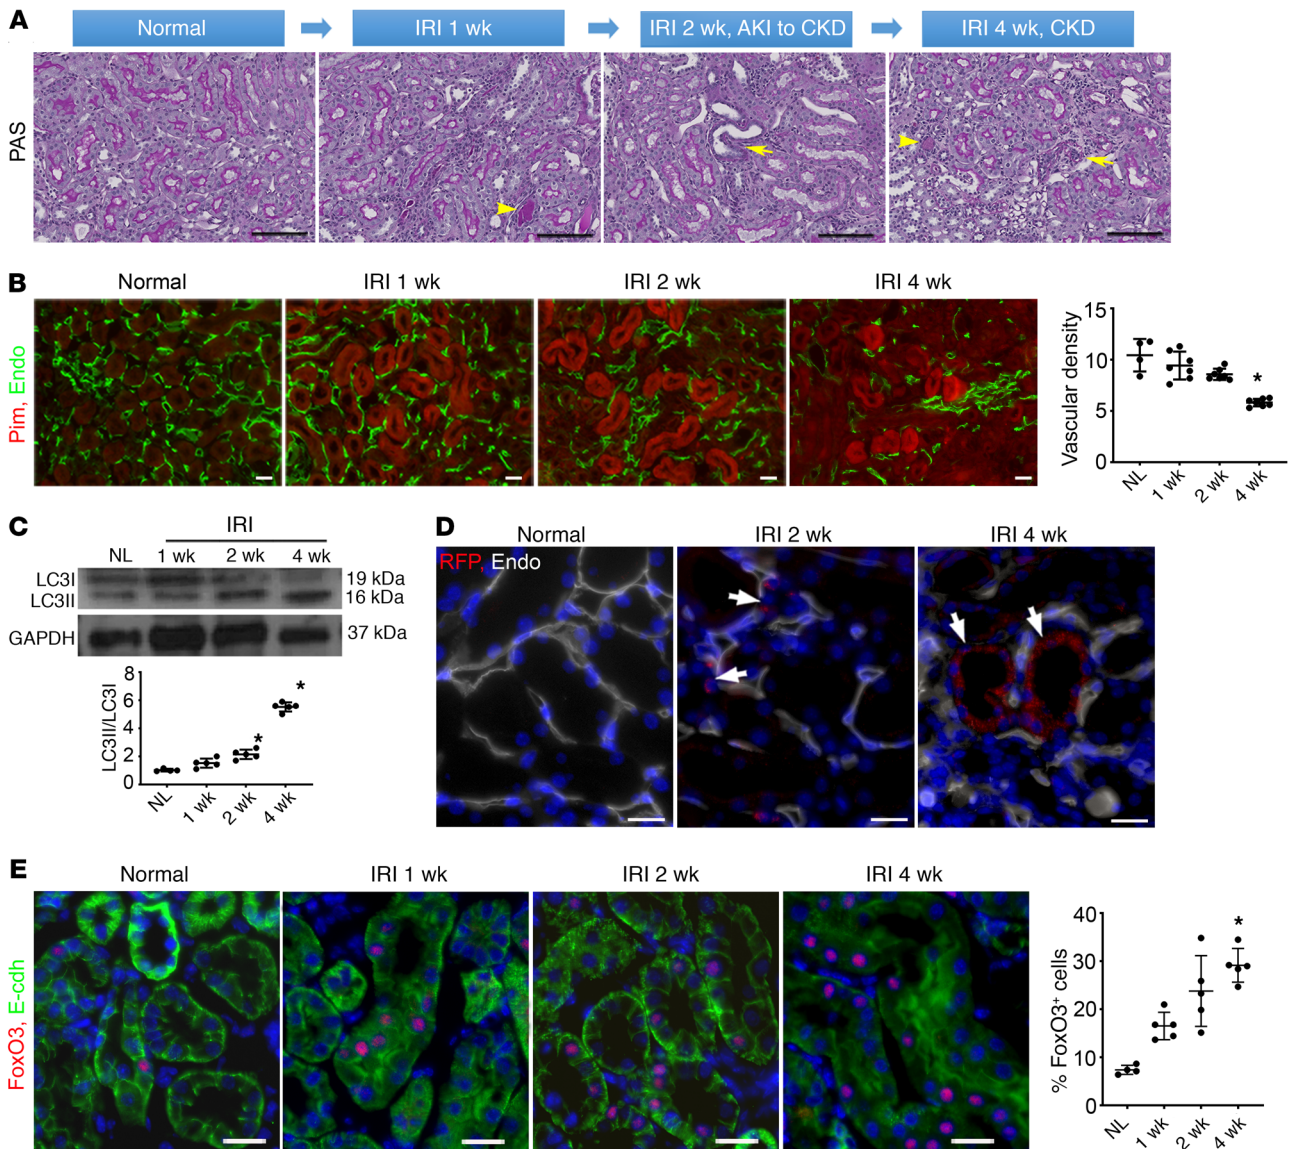 A
Normal
IRI 1 wk
IRI 2 wk, AKI to CKD
IRI 4 wk, CKD
PAS
B
Normal
IRI 1 wk
IRI 2 wk
IRI 4 wk
Pim, Endo
Vascular density
15
10
5
0
*
NL
1 wk
2 wk
4 wk
C
IRI
NL
1 wk
2 wk
4 wk
LC3I
19 kDa
LC3II
16 kDa
GAPDH
37 kDa
LC3II/LC3I
8
6
4
2
0
*
*
NL
1 wk
2 wk
4 wk
D
Normal
IRI 2 wk
IRI 4 wk
RFP, Endo
E
Normal
IRI 1 wk
IRI 2 wk
IRI 4 wk
FoxO3, E-cdh
% FoxO3⁺ cells
40
30
20
10
0
*
NL
1 wk
2 wk
4 wk